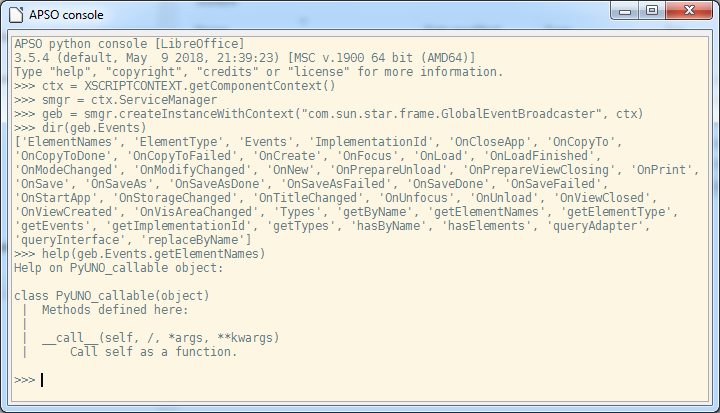 APSO console
APSO python console [LibreOffice]
3.5.4 (default, May  9 2018, 21:39:23) [MSC v.1900 64 bit (AMD64)]
Type "help", "copyright", "credits" or "license" for more information.
>>> ctx = XSCRIPTCONTEXT.getComponentContext()
>>> smgr = ctx.ServiceManager
>>> geb = smgr.createInstanceWithContext("com.sun.star.frame.GlobalEventBroadcaster", ctx)
>>> dir(geb.Events)
['ElementNames', 'ElementType', 'Events', 'ImplementationId', 'OnCloseApp', 'OnCopyTo',
'OnCopyToDone', 'OnCopyToFailed', 'OnCreate', 'OnFocus', 'OnLoad', 'OnLoadFinished',
'OnModeChanged', 'OnModifyChanged', 'OnNew', 'OnPrepareUnload', 'OnPrepareViewClosing', 'OnPrint',
'OnSave', 'OnSaveAs', 'OnSaveAsDone', 'OnSaveAsFailed', 'OnSaveDone', 'OnSaveFailed',
'OnStartApp', 'OnStorageChanged', 'OnTitleChanged', 'OnUnfocus', 'OnUnload', 'OnViewClosed',
'OnViewCreated', 'OnVisAreaChanged', 'Types', 'getByName', 'getElementNames', 'getElementType',
'getEvents', 'getImplementationId', 'getTypes', 'hasByName', 'hasElements', 'queryAdapter',
'queryInterface', 'replaceByName']
>>> help(geb.Events.getElementNames)
Help on PyUNO_callable object:

class PyUNO_callable(object)
 |  Methods defined here:
 |
 |  __call__(self, /, *args, **kwargs)
 |      Call self as a function.

>>>